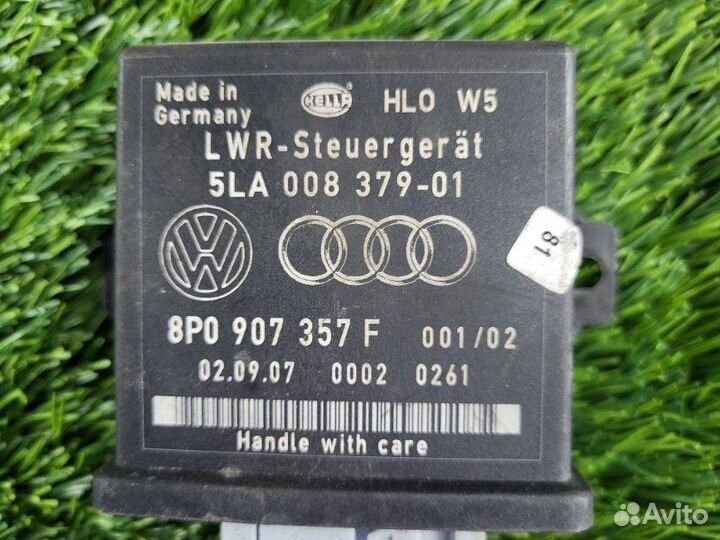 Made in
Germany
HELLA
HLO W5
LWR-Steuergerät
5LA 008 379-01
81
8P0 907 357 F 001/02
02.09.07 0002 0261
Handle with care
Avito